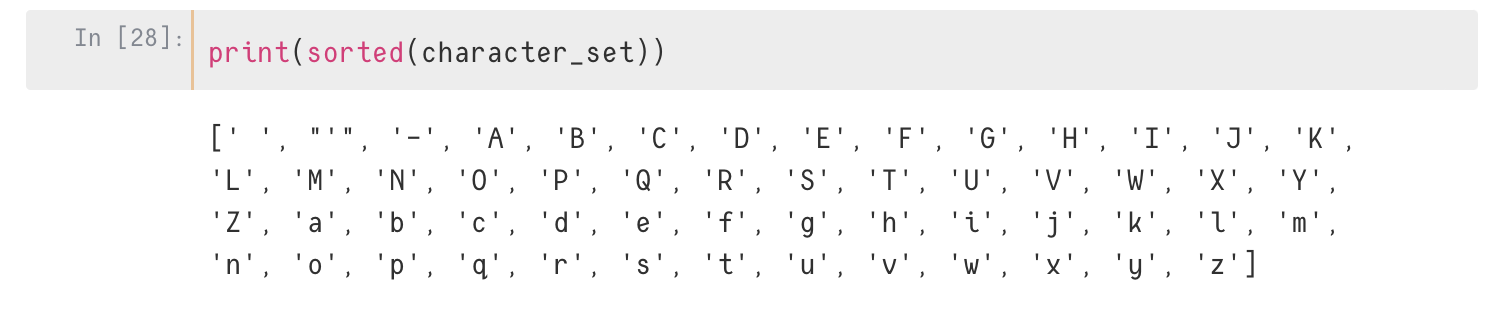 In [28]: print(sorted(character_set))
[' ', "'", '-', 'A', 'B', 'C', 'D', 'E', 'F', 'G', 'H', 'I', 'J', 'K',
'L', 'M', 'N', 'O', 'P', 'Q', 'R', 'S', 'T', 'U', 'V', 'W', 'X', 'Y',
'Z', 'a', 'b', 'c', 'd', 'e', 'f', 'g', 'h', 'i', 'j', 'k', 'l', 'm',
'n', 'o', 'p', 'q', 'r', 's', 't', 'u', 'v', 'w', 'x', 'y', 'z']